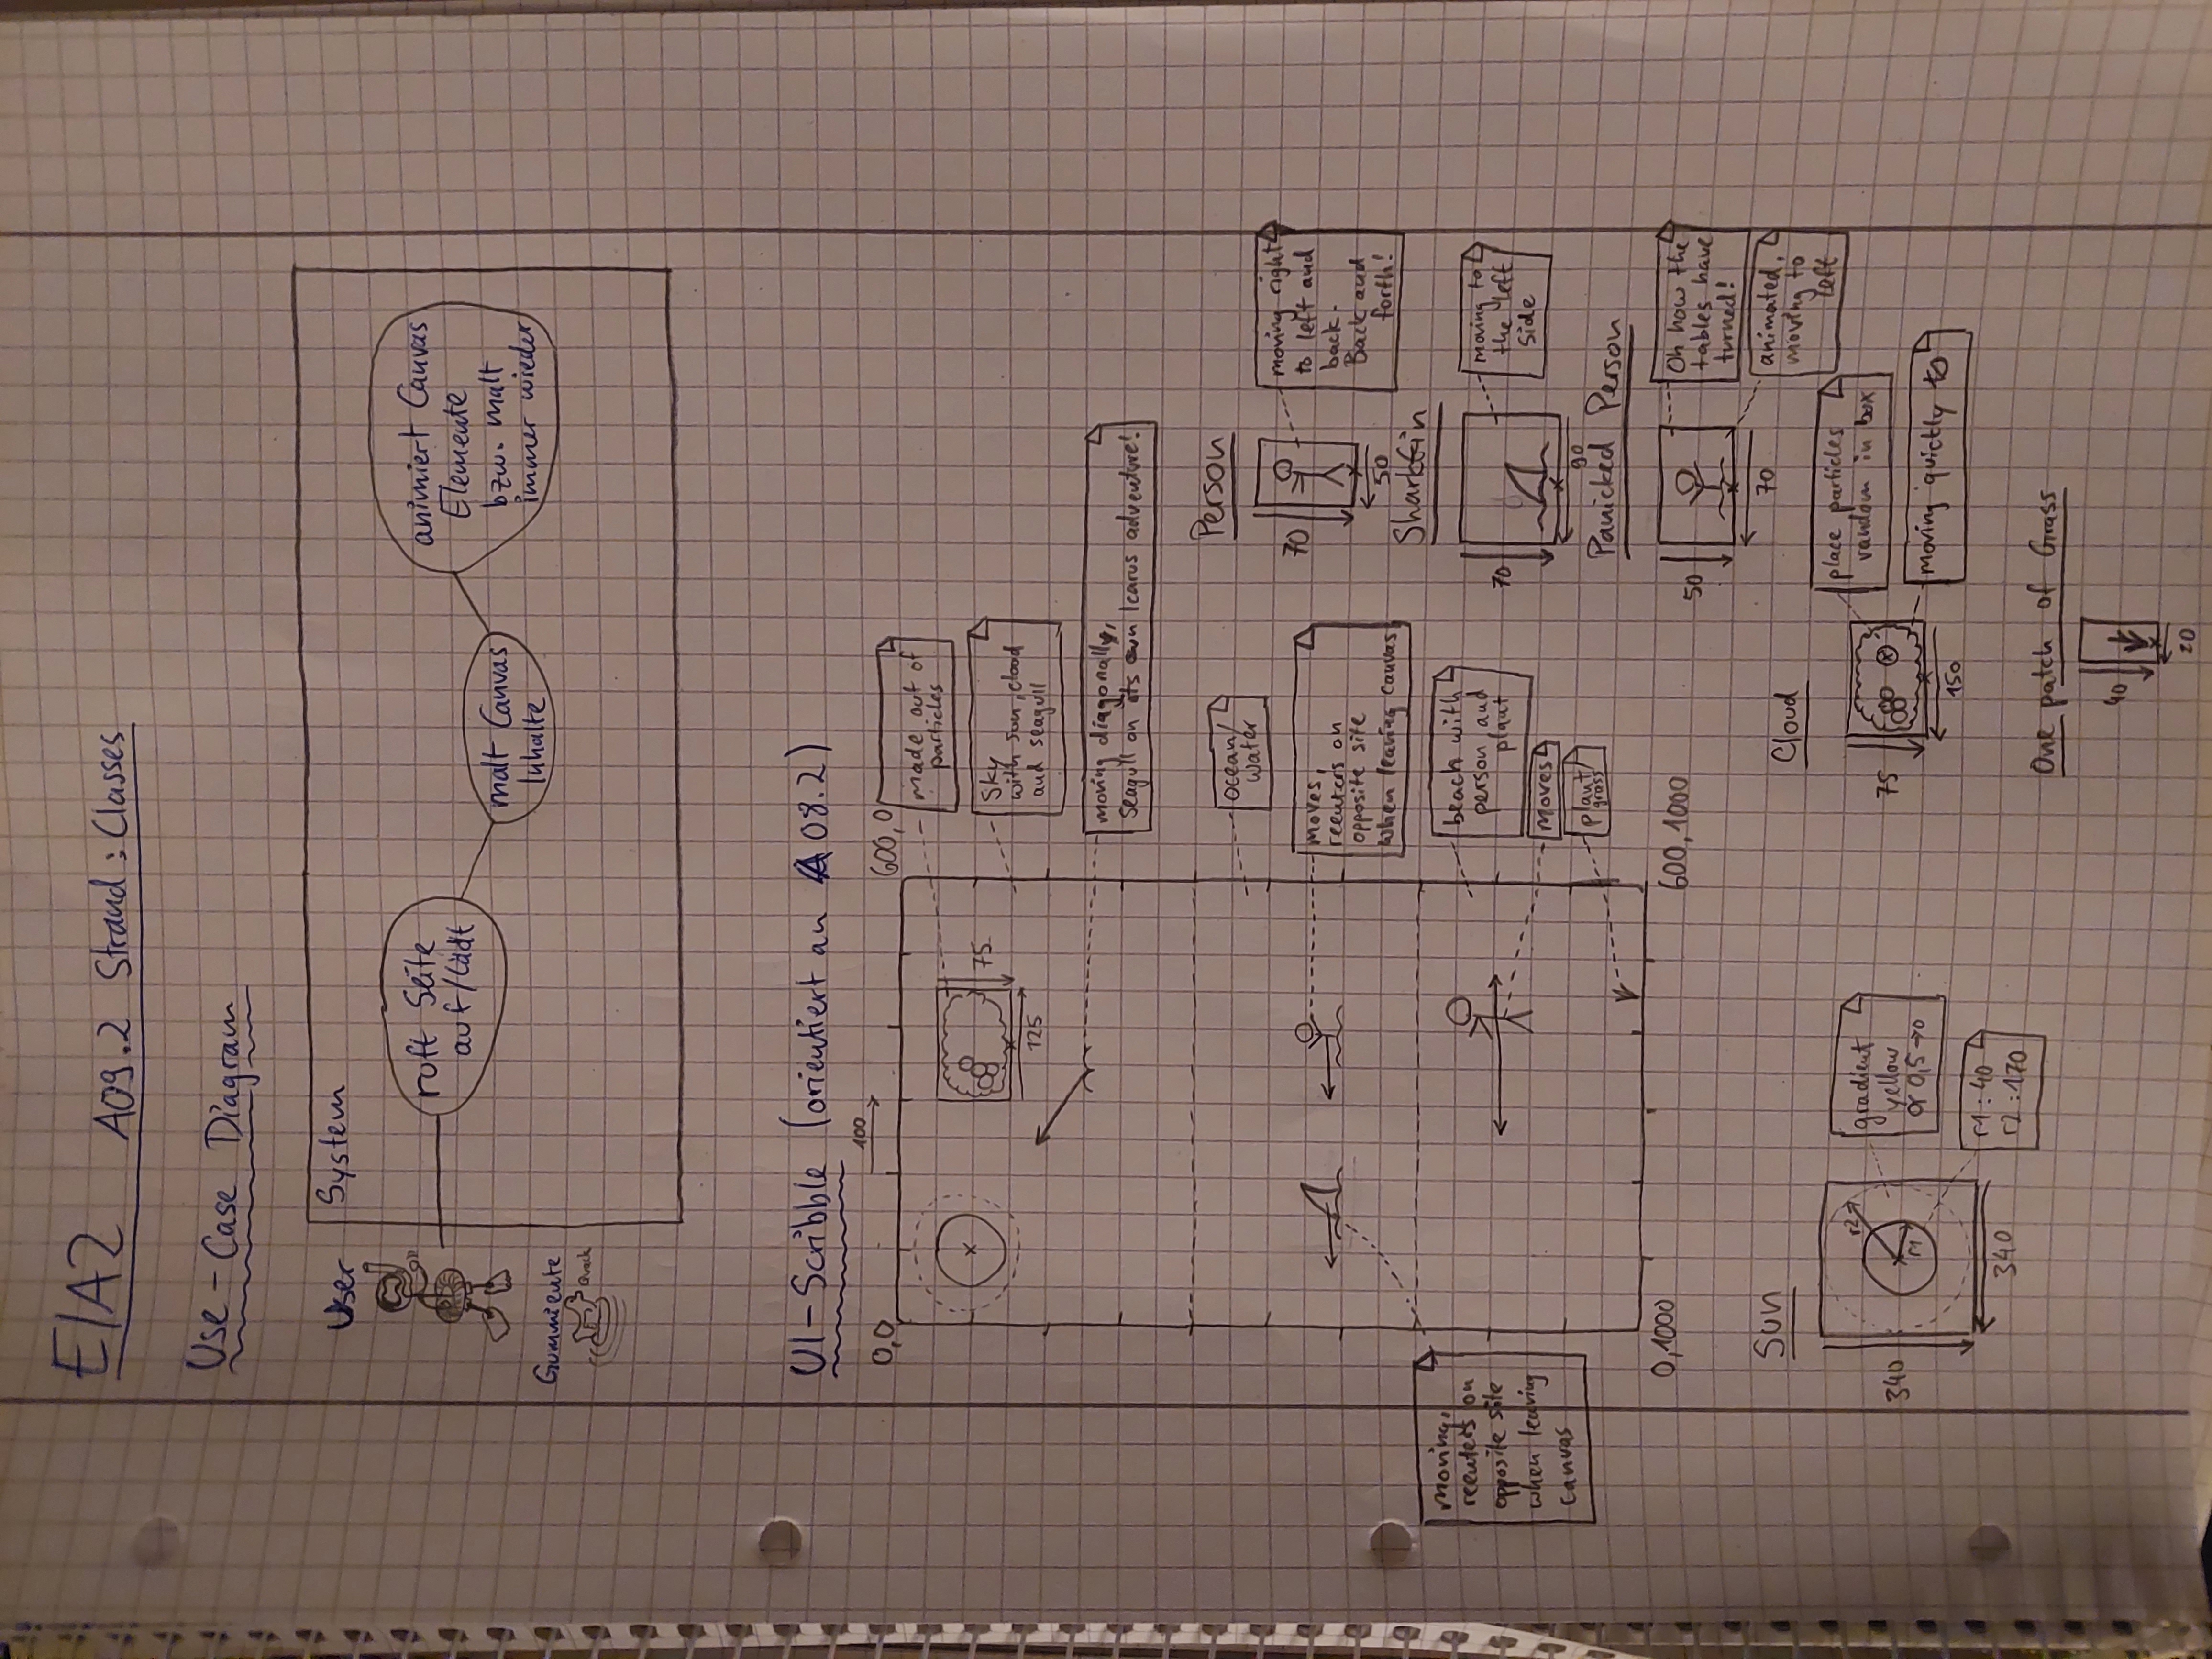 EIA2 A09.2 Strand: Classes
Use-Case Diagram
User
System
ruft Seite
auf/lädt
malt Canvas
Inhalte
animiert Canvas
Elemente
bzw. malt
immer wieder
Gummiente
Quack
UI-Scribble (orientiert an A08.2)
100
0,0
600,0
made out of
particles
75
125
Sky
with sun, cloud
and seagull
moving diagonally,
Seagull on its own Icarus adventure!
ocean/
water
moves,
reenters on
opposite site
when leaving canvas
moving,
reenters on
opposite site
when leaving
canvas
beach with
person and
plant
moves
plant/
grass
0,1000
600,1000
Person
70
50
moving right
to left and
back.
Back and
forth!
Sharkfin
70
90
moving to
the left
side
Panicked Person
50
70
Oh how the
tables have
turned!
animated,
moving to
left
Sun
340
340
r2
r1
gradient
yellow
α 0,5→0
r1: 40
r2: 170
Cloud
75
150
place particles
random in box
moving quickly to
One patch of Grass
40
20